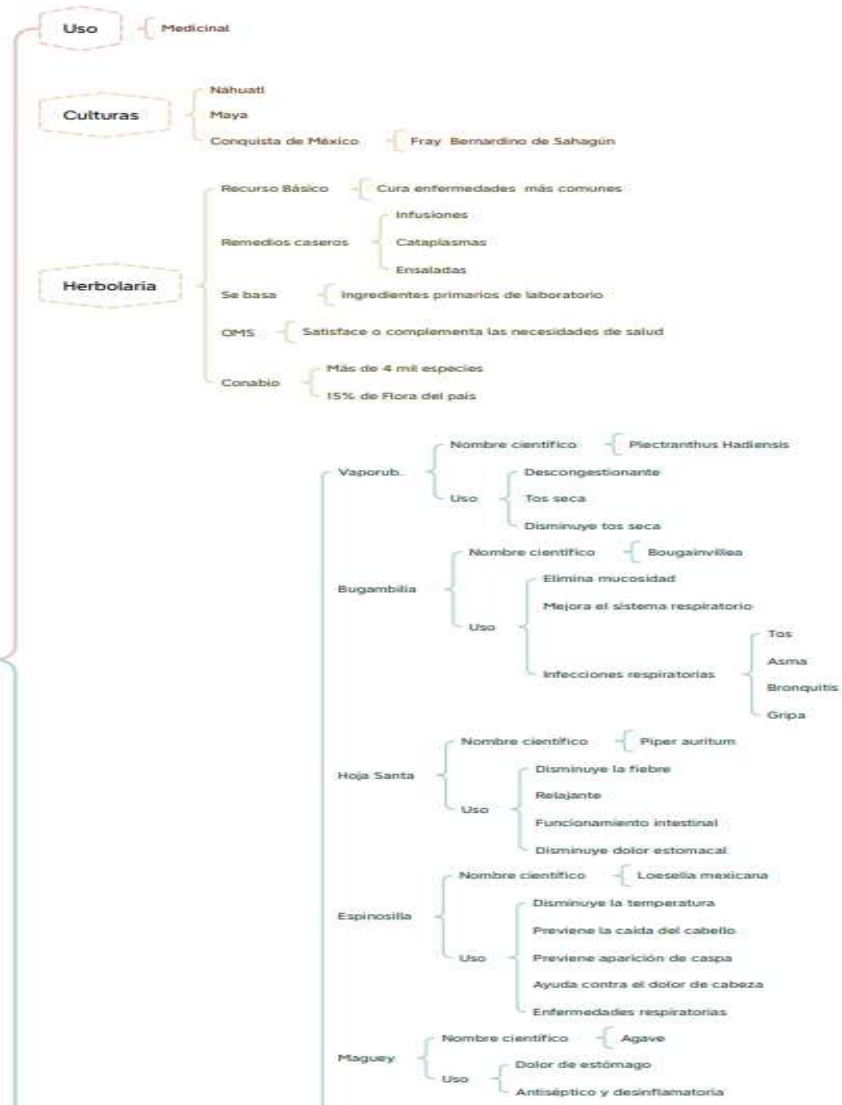 Uso
Medicinal
Culturas
Náhuatl
Maya
Conquista de México
Fray Bernardino de Sahagún
Herbolaria
Recurso Básico
Cura enfermedades más comunes
Remedios caseros
Infusiones
Cataplasmas
Ensaladas
Se basa
Ingredientes primarios de laboratorio
OMS
Satisface o complementa las necesidades de salud
Conabio
Más de 4 mil especies
15% de Flora del país
Vaporub.
Nombre científico
Plectranthus Hadiensis
Uso
Descongestionante
Tos seca
Disminuye tos seca
Bugambilia
Nombre científico
Bougainvillea
Uso
Elimina mucosidad
Mejora el sistema respiratorio
Infecciones respiratorias
Tos
Asma
Bronquitis
Gripa
Hoja Santa
Nombre científico
Piper auritum
Uso
Disminuye la fiebre
Relajante
Funcionamiento intestinal
Disminuye dolor estomacal
Espinosilla
Nombre científico
Loeselia mexicana
Uso
Disminuye la temperatura
Previene la caída del cabello
Previene aparición de caspa
Ayuda contra el dolor de cabeza
Enfermedades respiratorias
Maguey
Nombre científico
Agave
Uso
Dolor de estómago
Antiséptico y desinflamatoria